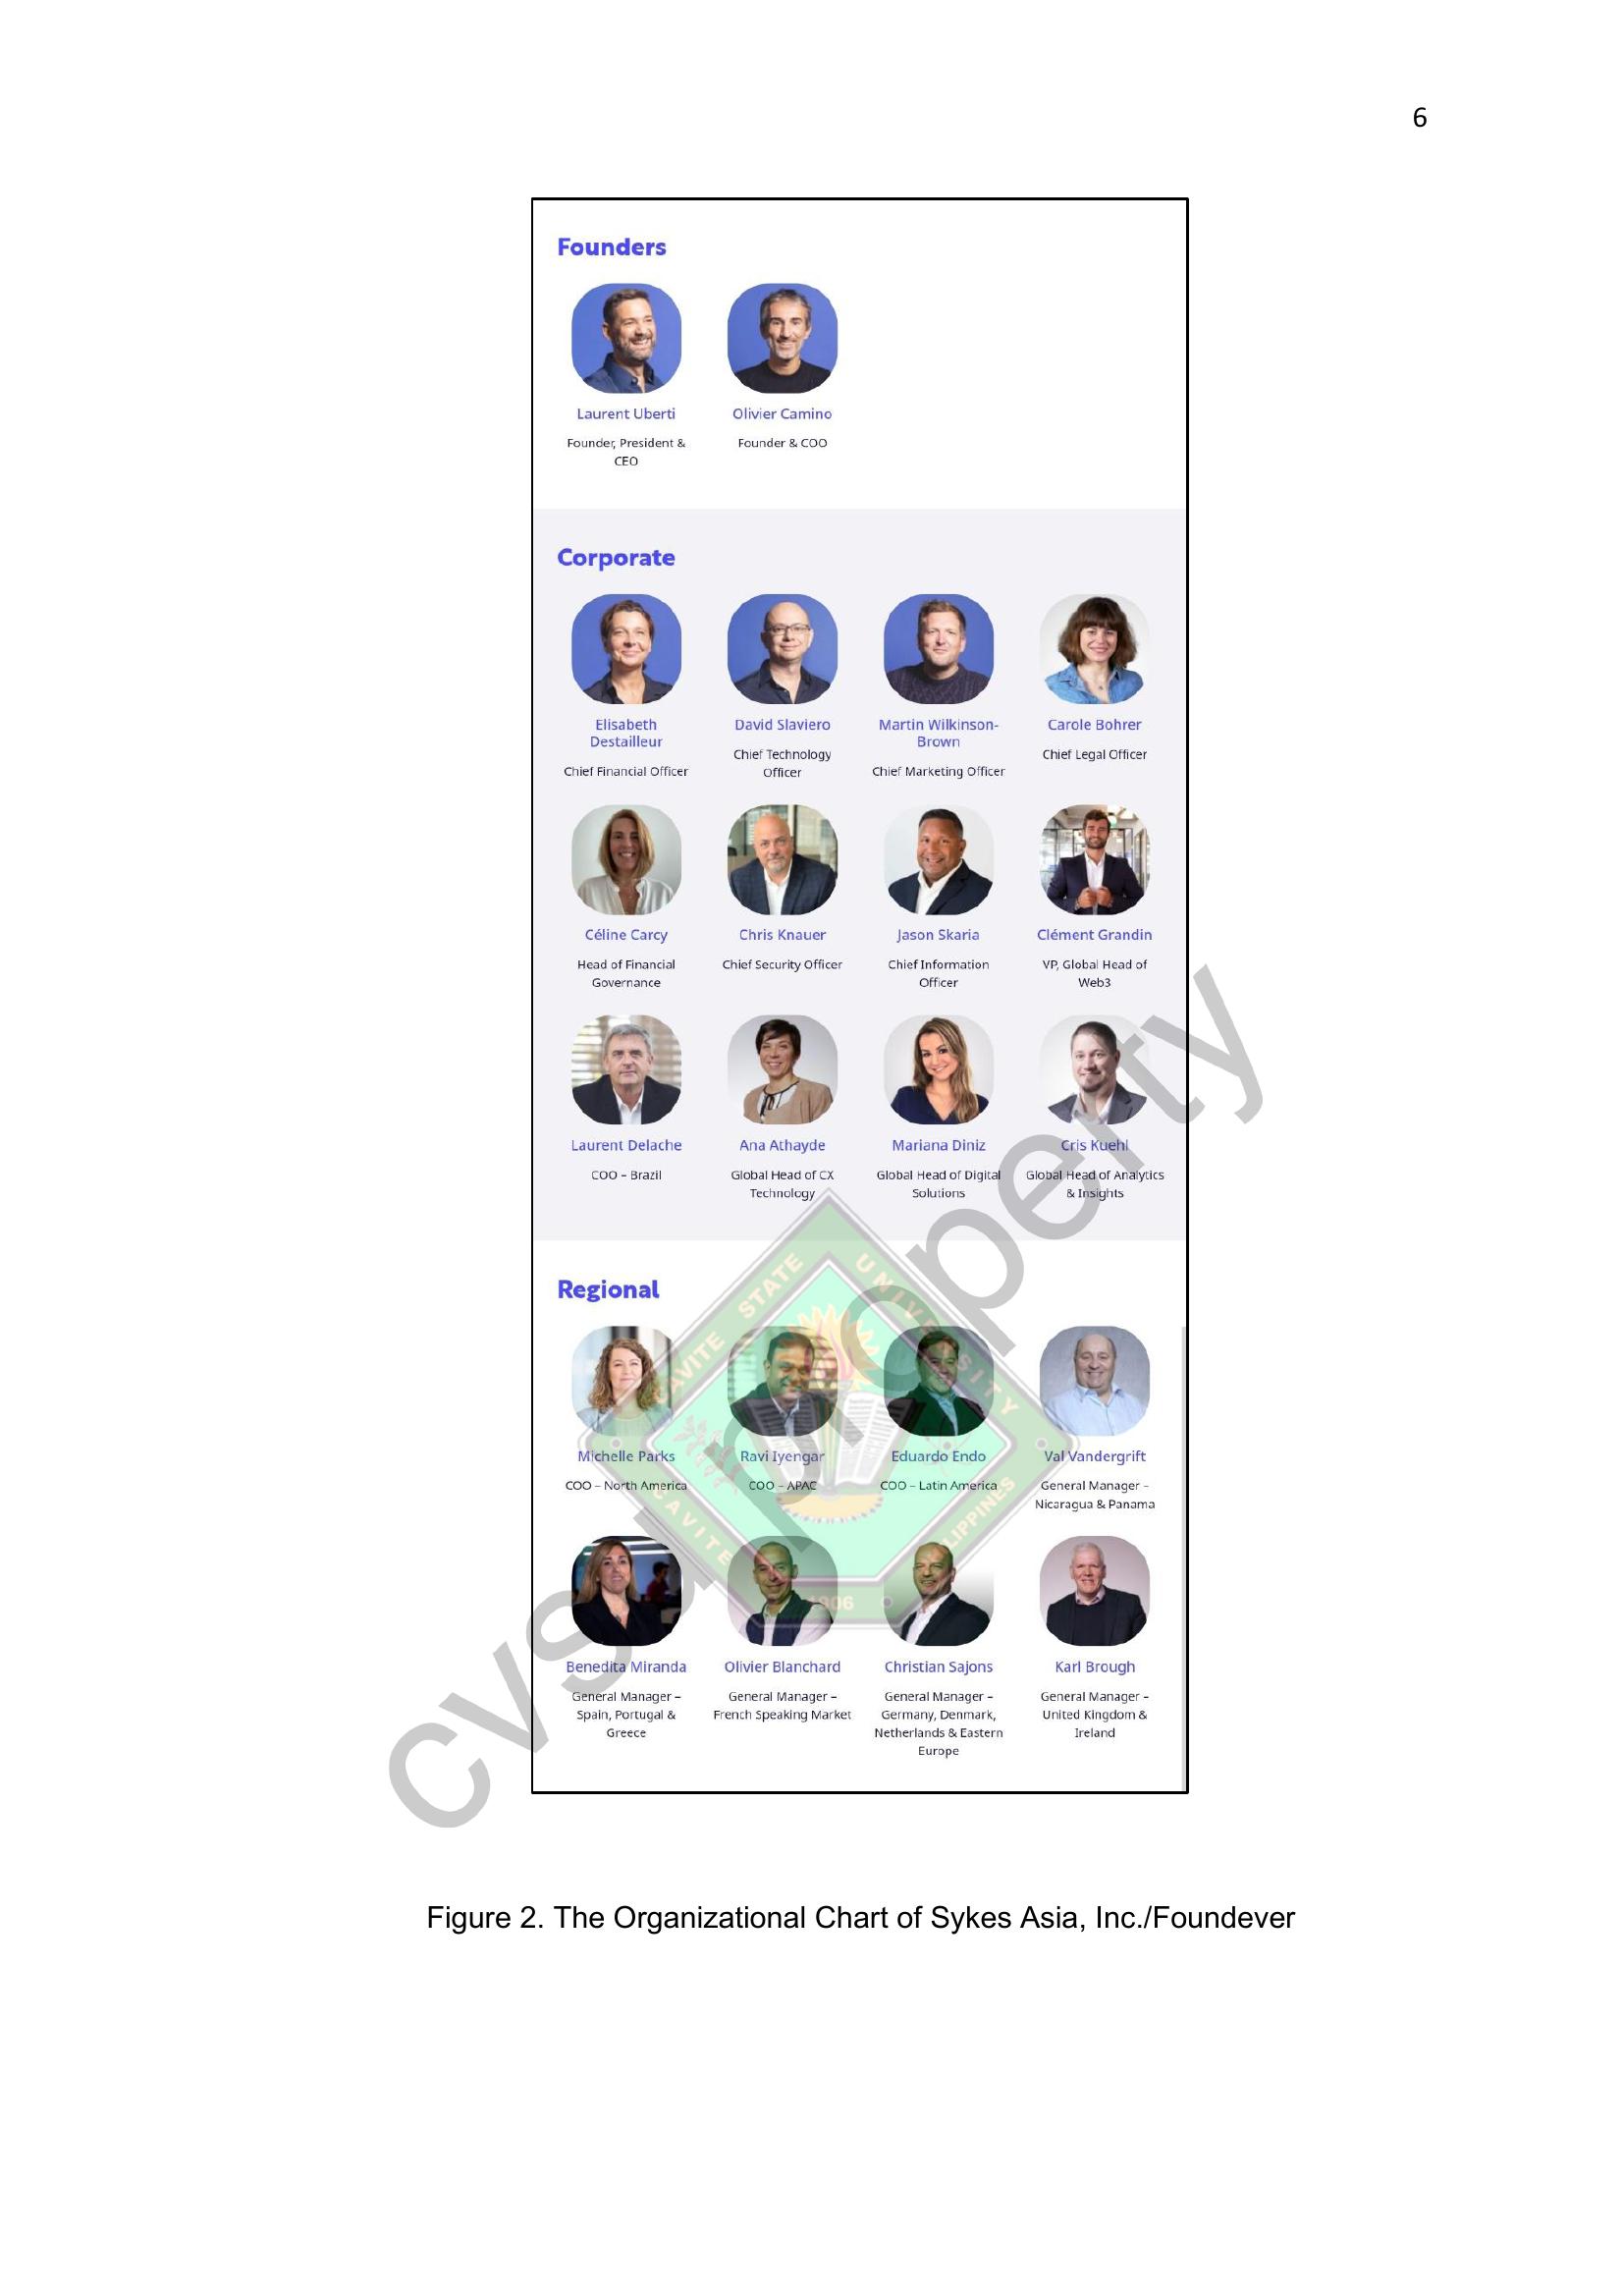 6
Founders
Laurent Uberti
Founder, President &
CEO
Olivier Camino
Founder & COO
Corporate
Elisabeth
Destailleur
Chief Financial Officer
David Slaviero
Chief Technology
Officer
Martin Wilkinson-
Brown
Chief Marketing Officer
Carole Bohrer
Chief Legal Officer
Céline Carcy
Head of Financial
Governance
Chris Knauer
Chief Security Officer
Jason Skaria
Chief Information
Officer
Clément Grandin
VP, Global Head of
Web3
Laurent Delache
COO – Brazil
Ana Athayde
Global Head of CX
Technology
Mariana Diniz
Global Head of Digital
Solutions
Cris Kuehl
Global Head of Analytics
& Insights
Regional
Michelle Parks
COO – North America
Ravi Iyengar
COO – APAC
Eduardo Endo
COO – Latin America
Val Vandergrift
General Manager –
Nicaragua & Panama
Benedita Miranda
General Manager –
Spain, Portugal &
Greece
Olivier Blanchard
General Manager –
French Speaking Market
Christian Sajons
General Manager –
Germany, Denmark,
Netherlands & Eastern
Europe
Karl Brough
General Manager –
United Kingdom &
Ireland
CAVITE STATE UNIVERSITY
CAVITE 1906 PHILIPPINES
cvsu property
Figure 2. The Organizational Chart of Sykes Asia, Inc./Foundever